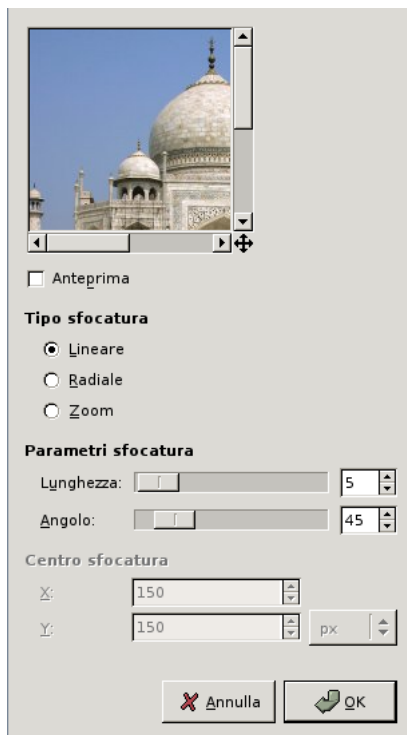 Anteprima
Tipo sfocatura
Lineare
Radiale
Zoom
Parametri sfocatura
Lunghezza: 5
Angolo: 45
Centro sfocatura
X: 150
Y: 150 px
Annulla OK